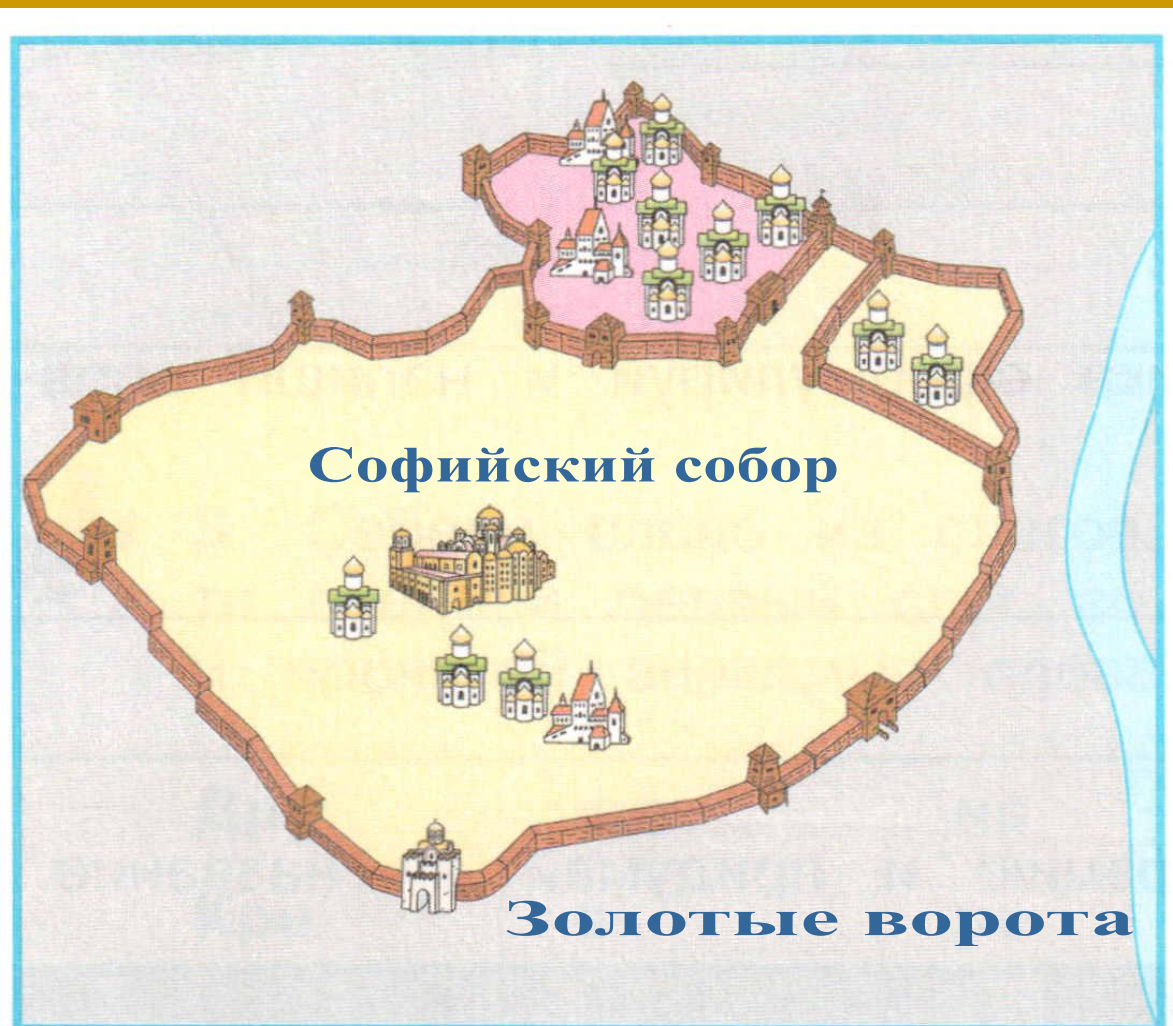 Софийский собор
Золотые ворота